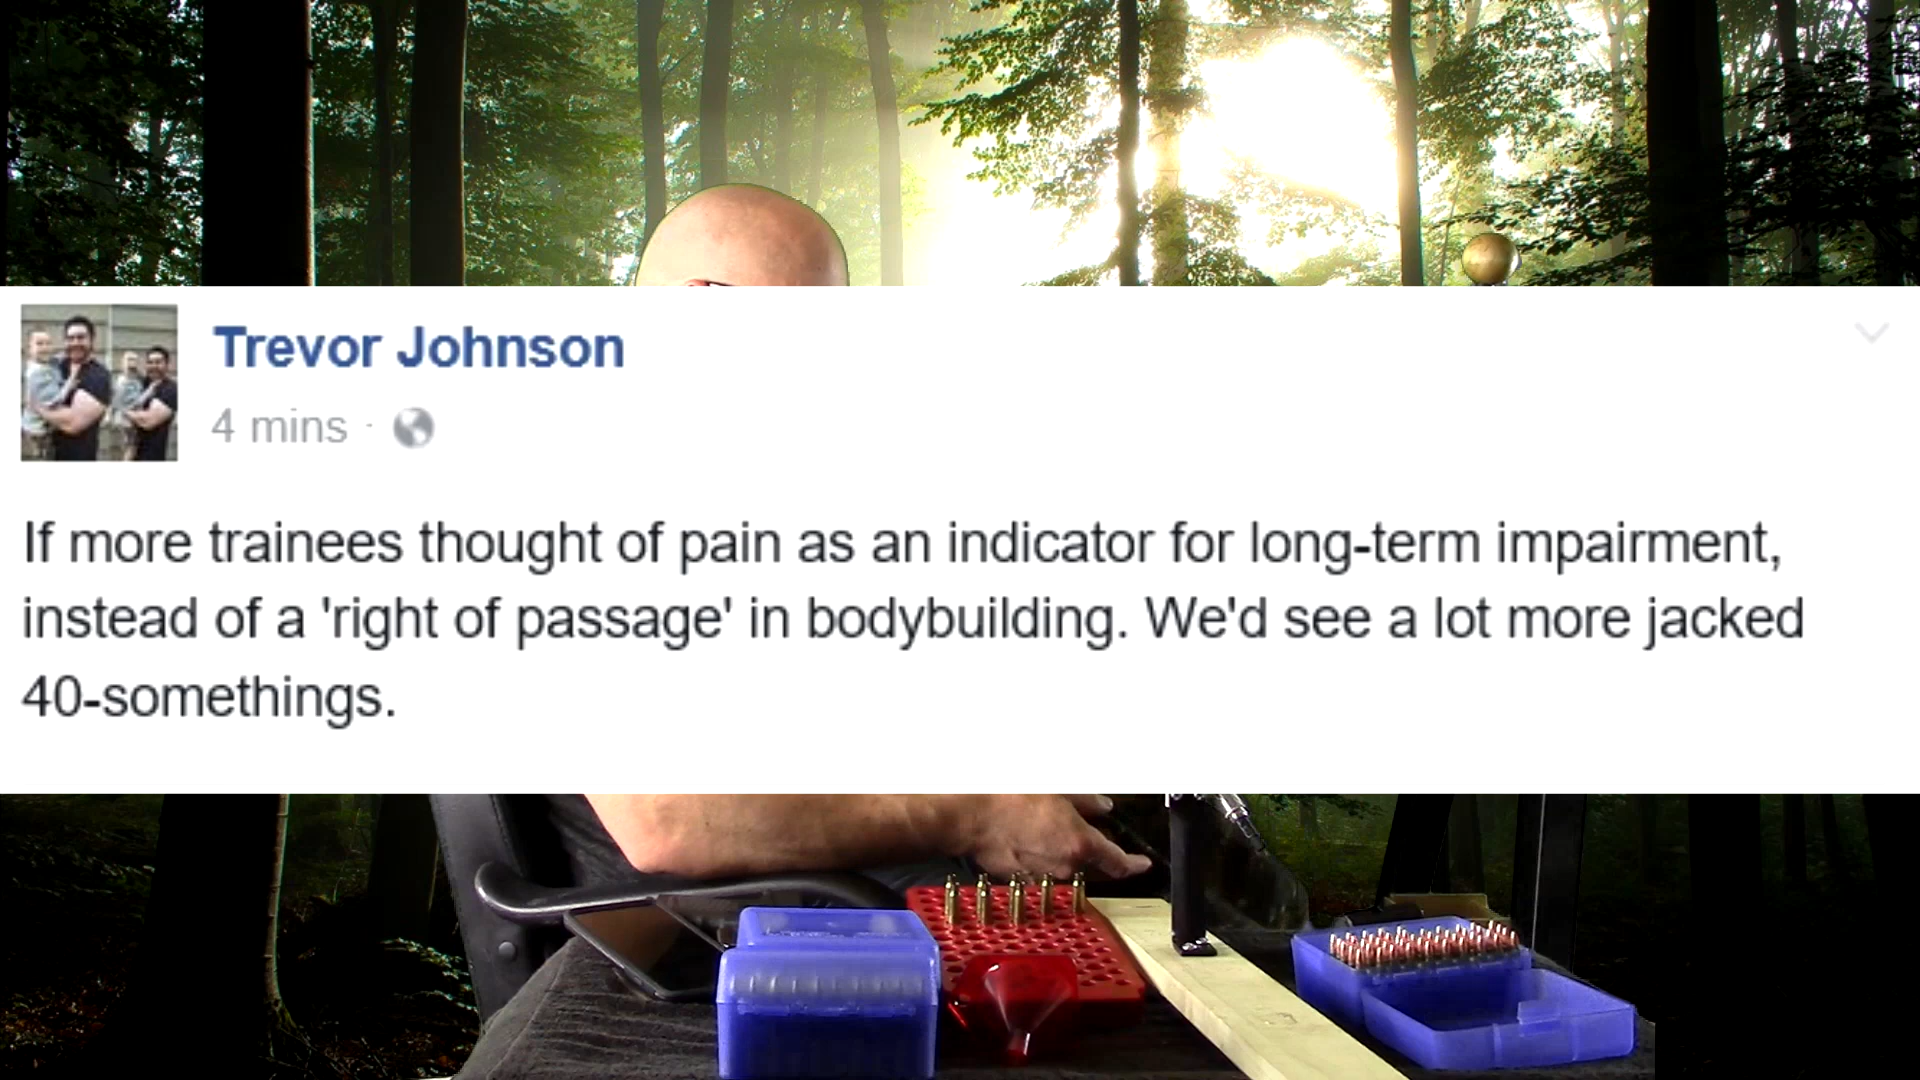 Trevor Johnson
4 mins ·
If more trainees thought of pain as an indicator for long-term impairment,
instead of a 'right of passage' in bodybuilding. We'd see a lot more jacked
40-somethings.